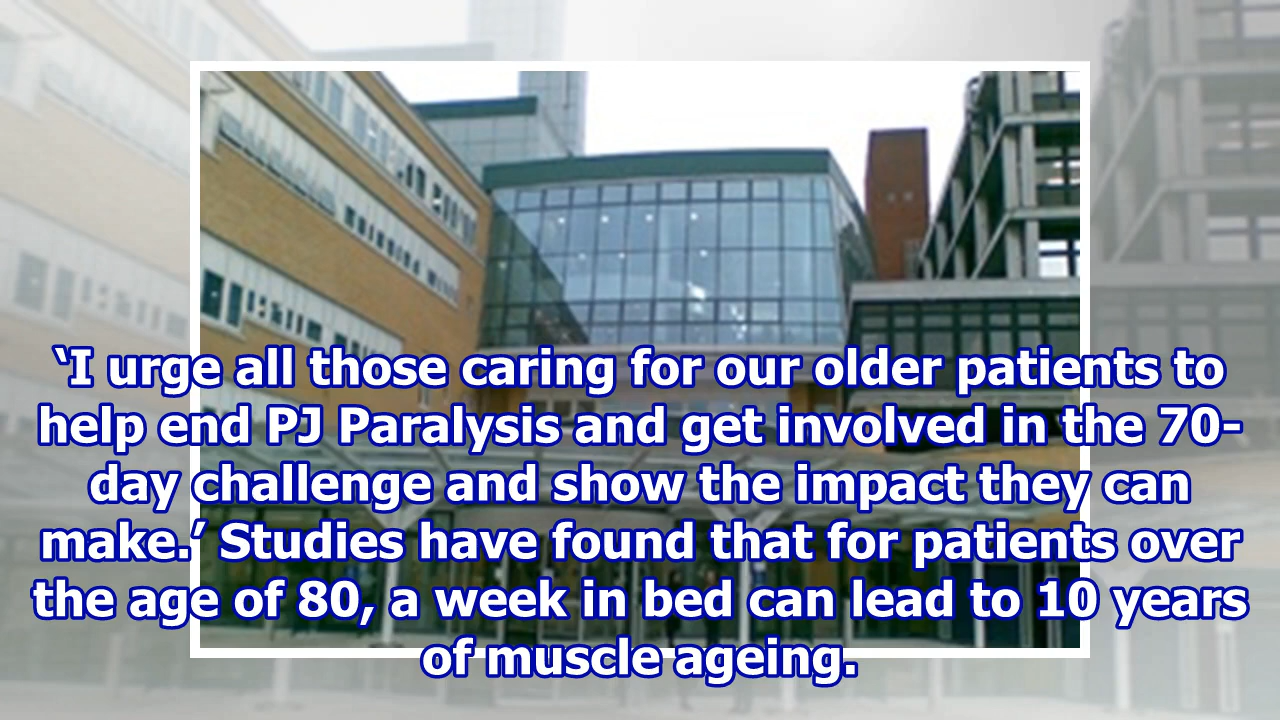 ‘I urge all those caring for our older patients to
help end PJ Paralysis and get involved in the 70-
day challenge and show the impact they can
make.’ Studies have found that for patients over
the age of 80, a week in bed can lead to 10 years
of muscle ageing.